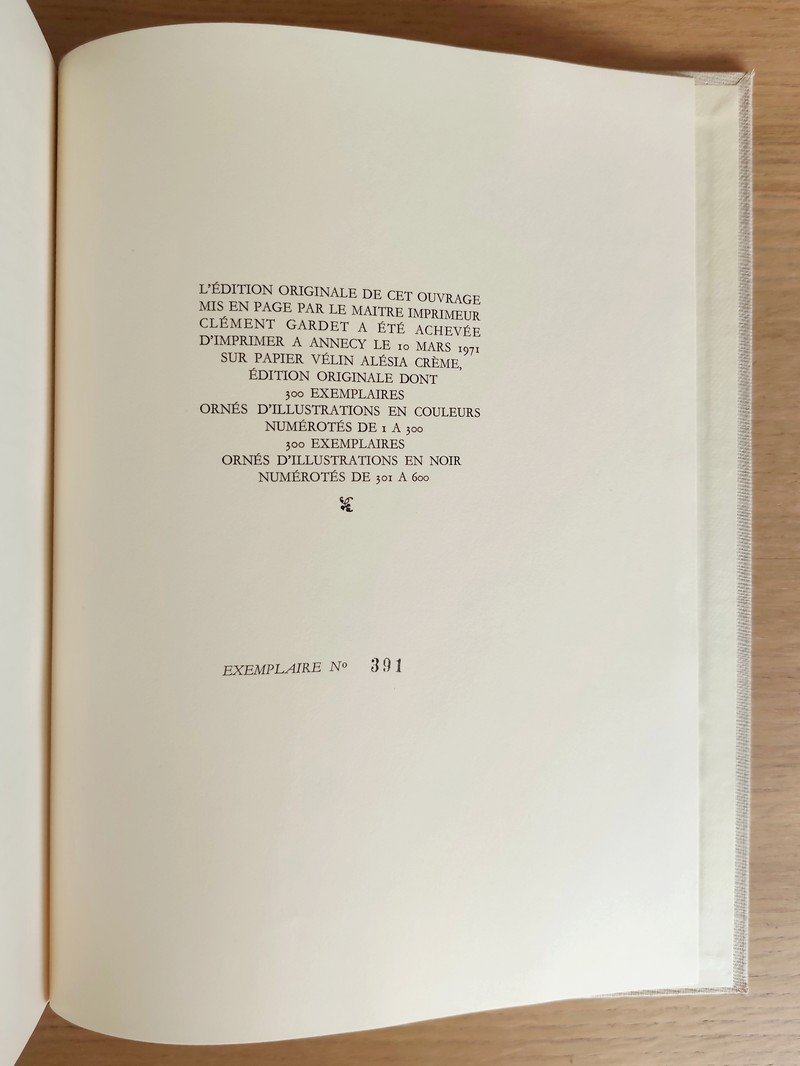 L'ÉDITION ORIGINALE DE CET OUVRAGE
MIS EN PAGE PAR LE MAITRE IMPRIMEUR
CLÉMENT GARDET A ÉTÉ ACHEVÉE
D'IMPRIMER A ANNECY LE 10 MARS 1971
SUR PAPIER VÉLIN ALÉSIA CRÈME,
ÉDITION ORIGINALE DONT
300 EXEMPLAIRES
ORNÉS D'ILLUSTRATIONS EN COULEURS
NUMÉROTÉS DE 1 A 300
300 EXEMPLAIRES
ORNÉS D'ILLUSTRATIONS EN NOIR
NUMÉROTÉS DE 301 A 600
EXEMPLAIRE Nº 391